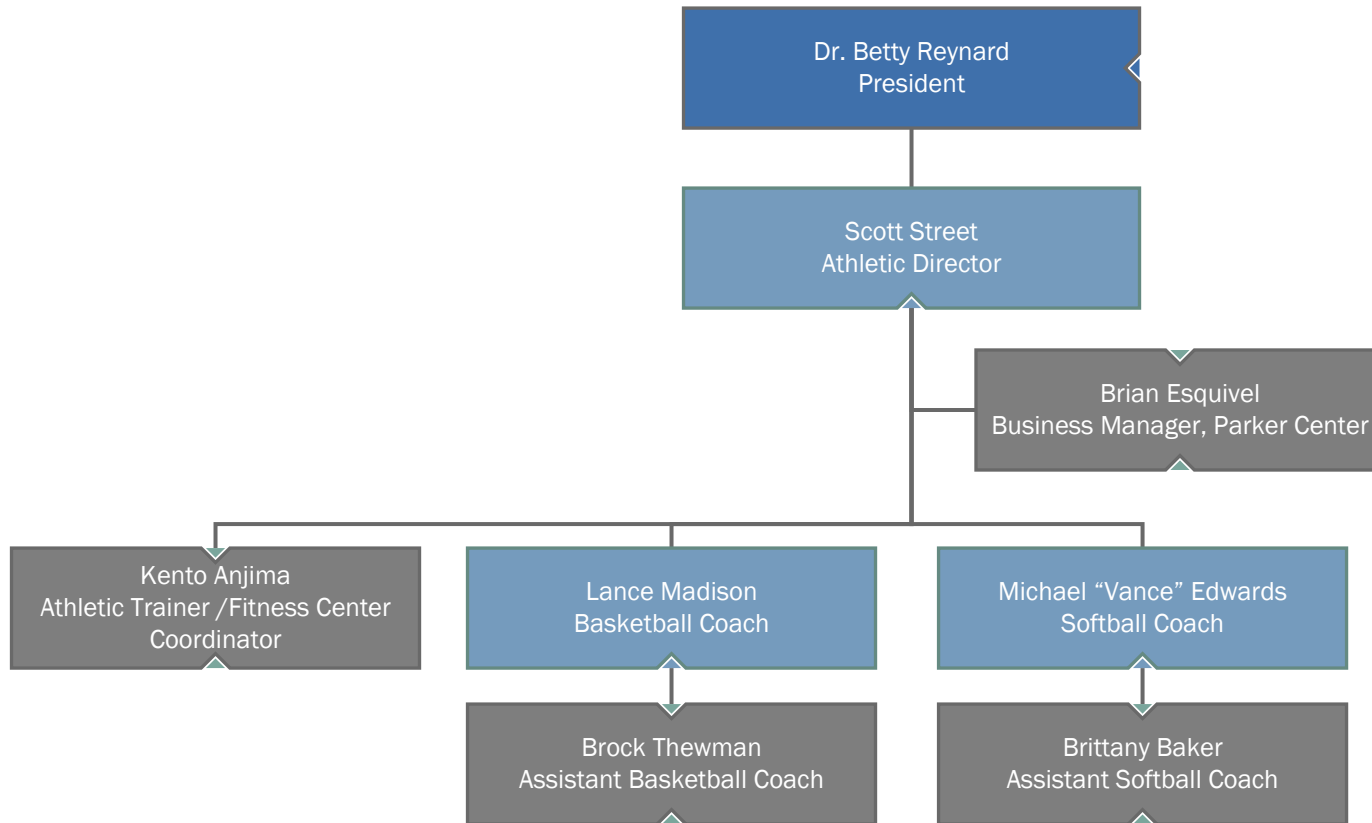 Dr. Betty Reynard
President
Scott Street
Athletic Director
Brian Esquivel
Business Manager, Parker Center
Kento Anjima
Athletic Trainer /Fitness Center
Coordinator
Lance Madison
Basketball Coach
Michael “Vance” Edwards
Softball Coach
Brock Thewman
Assistant Basketball Coach
Brittany Baker
Assistant Softball Coach